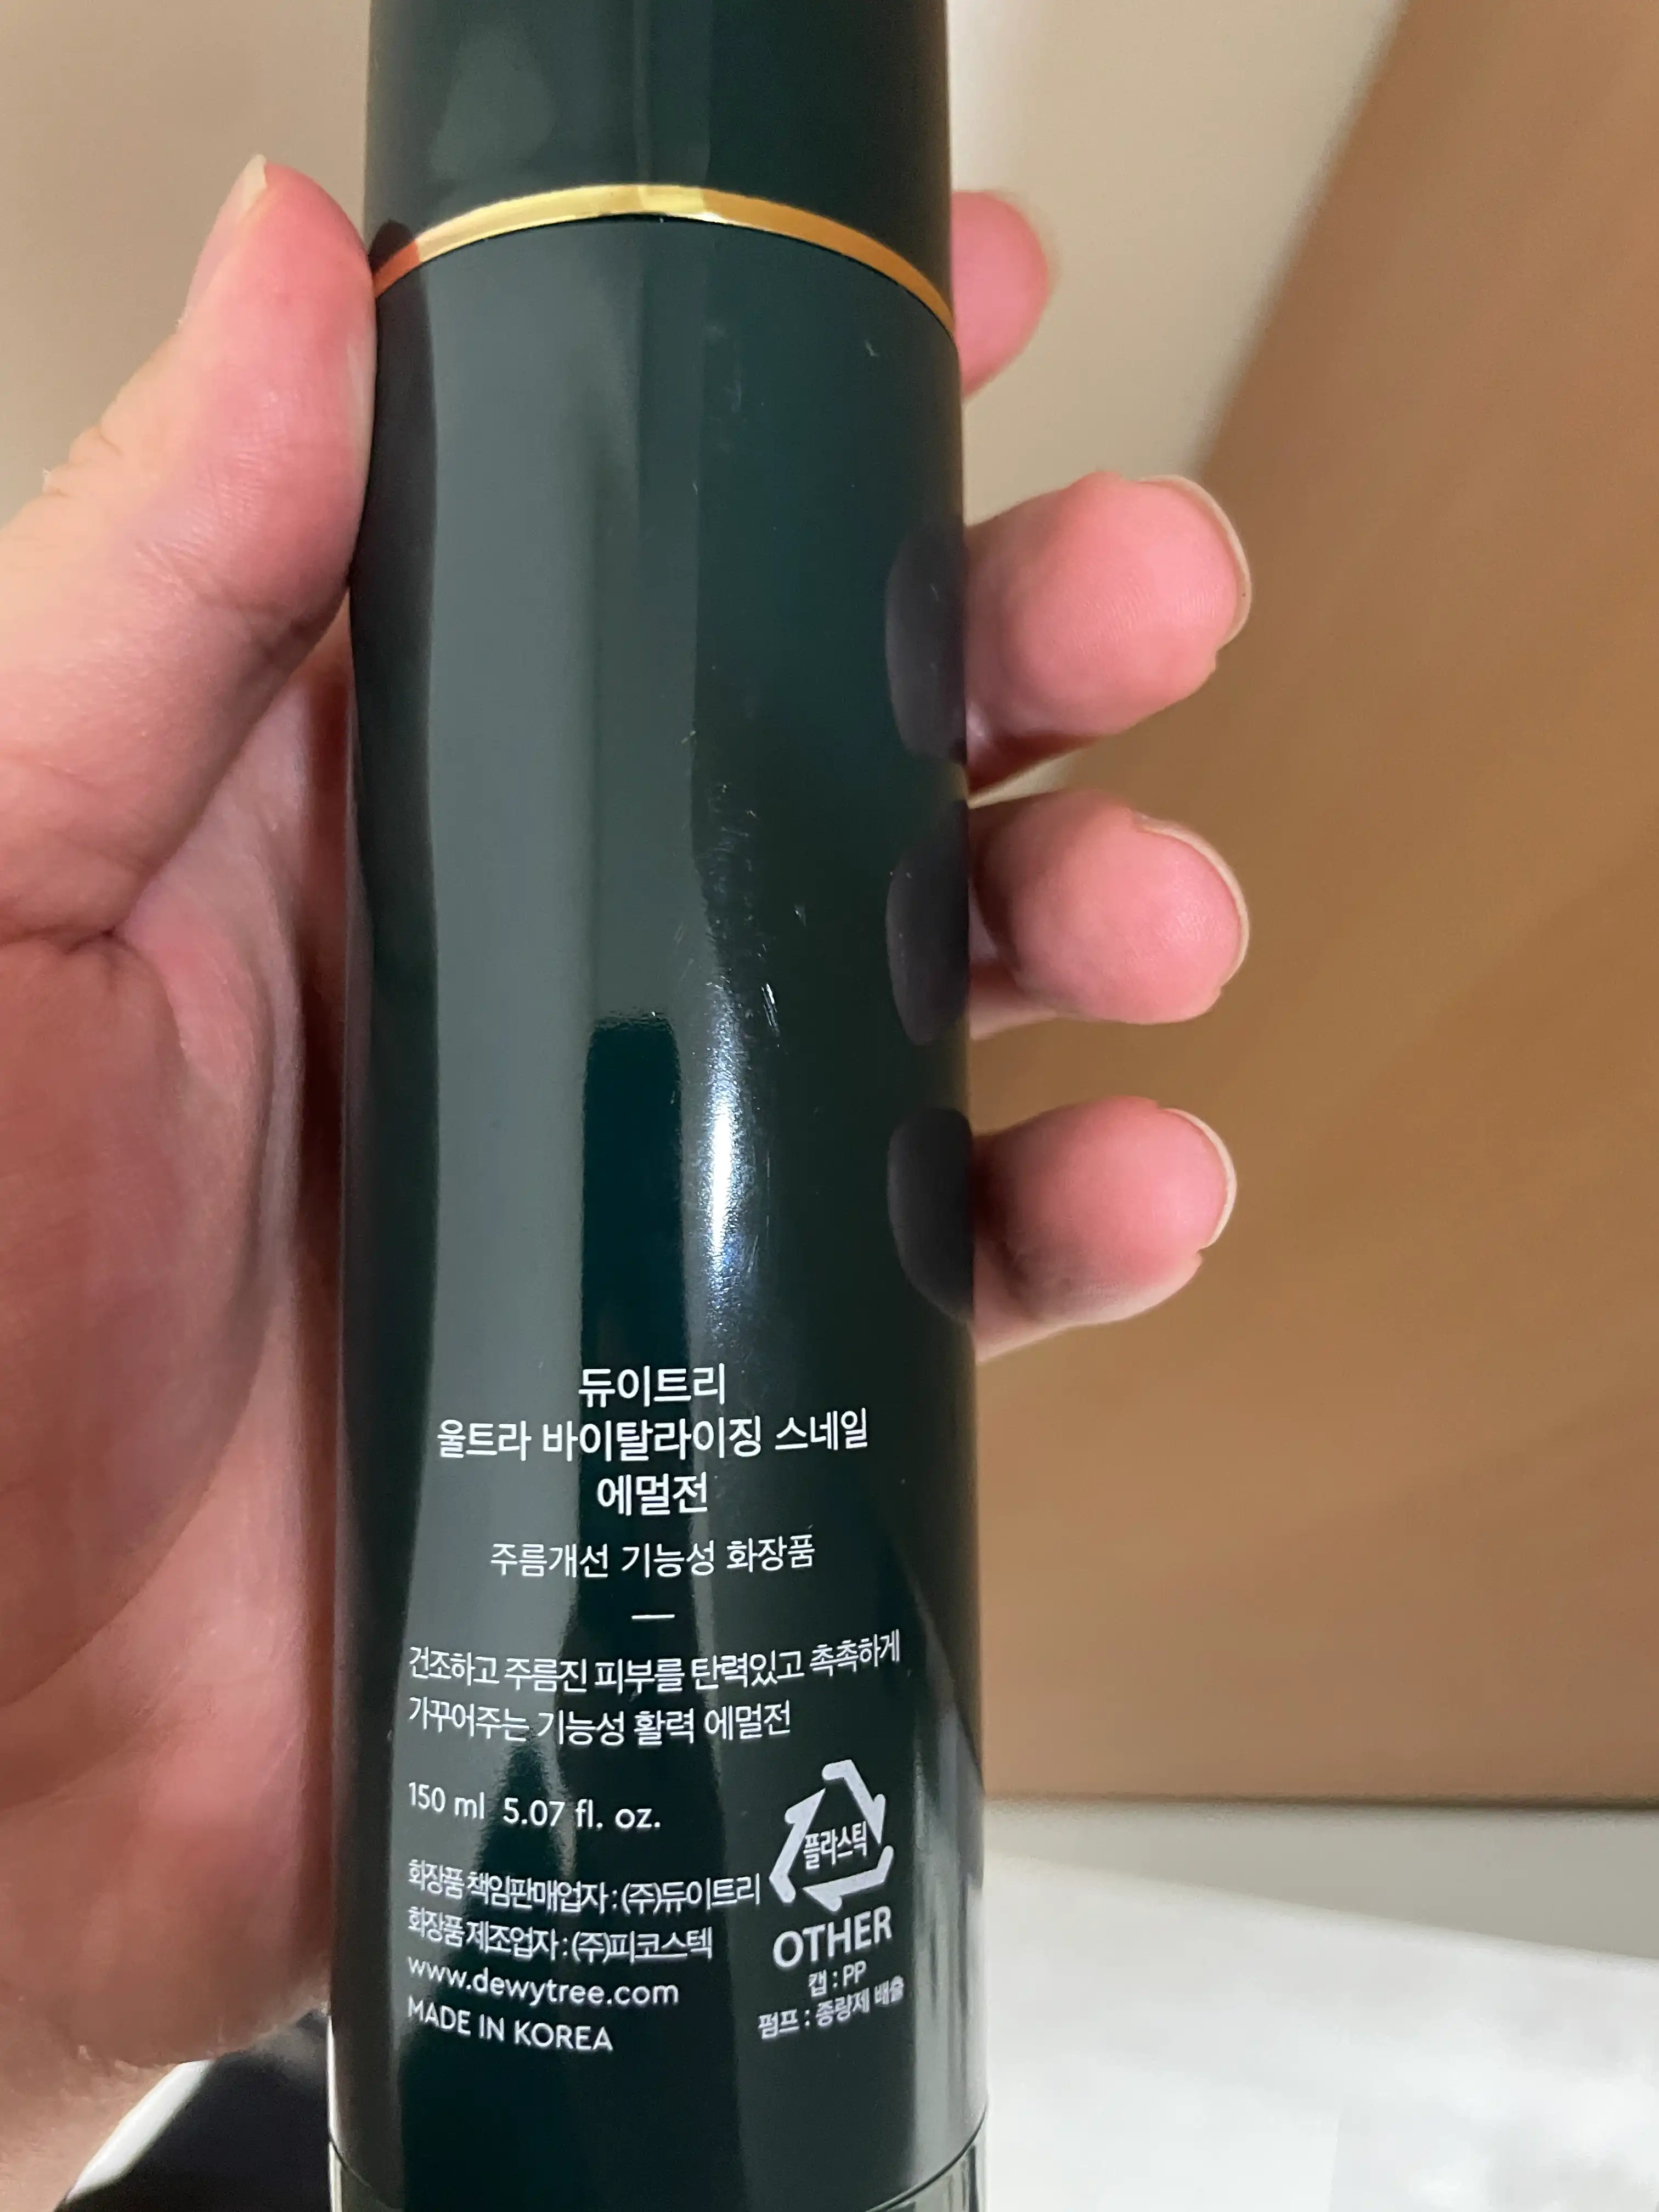 듀이트리
울트라 바이탈라이징 스네일
에멀전
주름개선 기능성 화장품
건조하고 주름진 피부를 탄력있고 촉촉하게
가꾸어주는 기능성 활력 에멀전
150 ml 5.07 fl. oz.
화장품 책임판매업자 : (주)듀이트리
화장품 제조업자 : (주)피코스텍
www.dewytree.com
MADE IN KOREA
플라스틱
OTHER
캡 : PP
펌프 : 종량제 배출